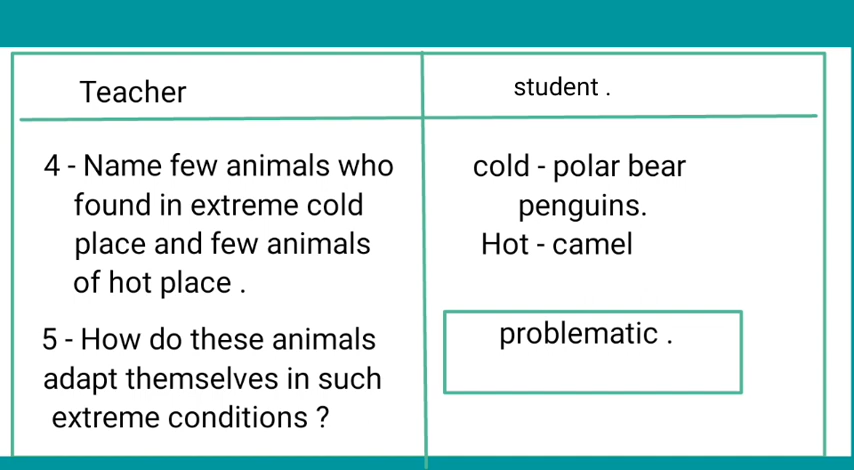 Teacher
student .
4 - Name few animals who
found in extreme cold
place and few animals
of hot place .
cold - polar bear
penguins.
Hot - camel
5 - How do these animals
adapt themselves in such
extreme conditions ?
problematic .